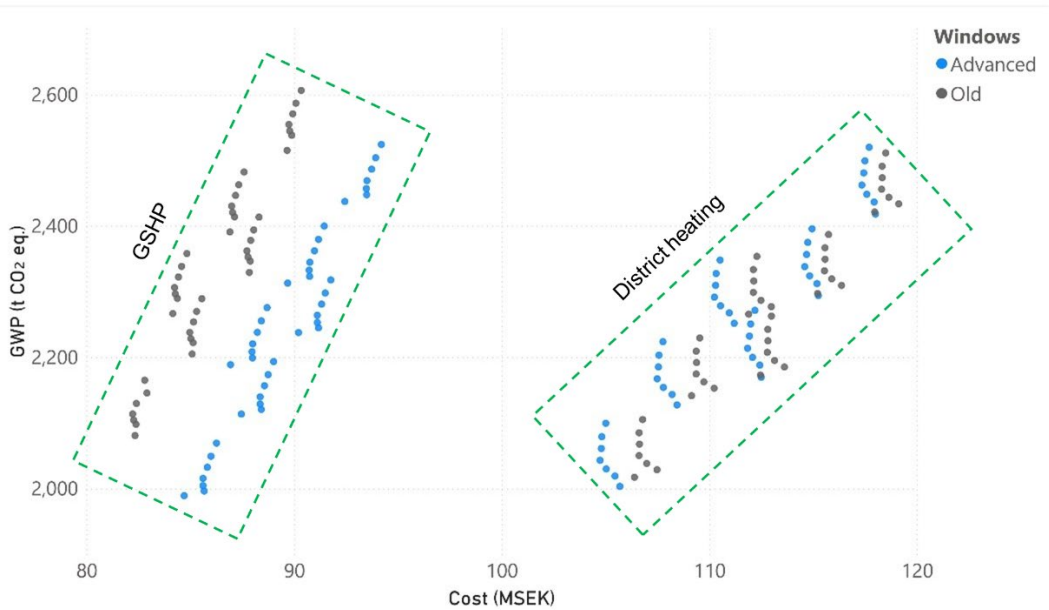 Windows
Advanced
Old
2,600
2,400
2,200
2,000
GWP (t CO₂ eq.)
GSHP
District heating
80
90
100
110
120
Cost (MSEK)